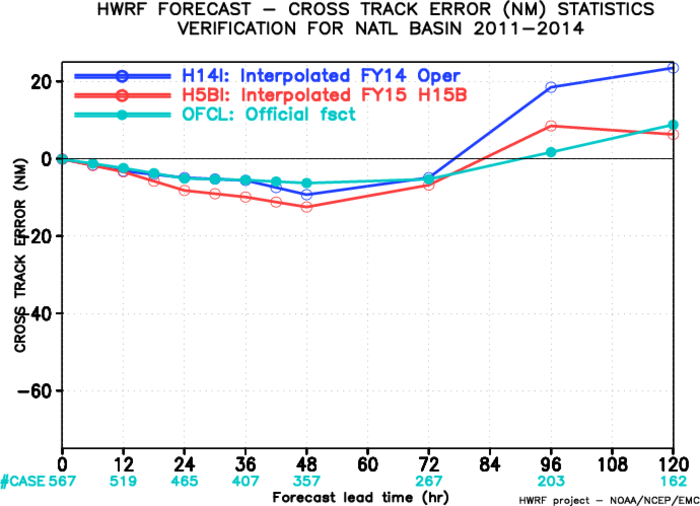 HWRF FORECAST – CROSS TRACK ERROR (NM) STATISTICS
VERIFICATION FOR NATL BASIN 2011–2014
H14I: Interpolated FY14 Oper
H5BI: Interpolated FY15 H15B
OFCL: Official fsct
CROSS TRACK ERROR (NM)
20
0
–20
–40
–60
0 12 24 36 48 60 72 84 96 108 120
#CASE 567 519 465 407 357 267 203 162
Forecast lead time (hr)
HWRF project – NOAA/NCEP/EMC